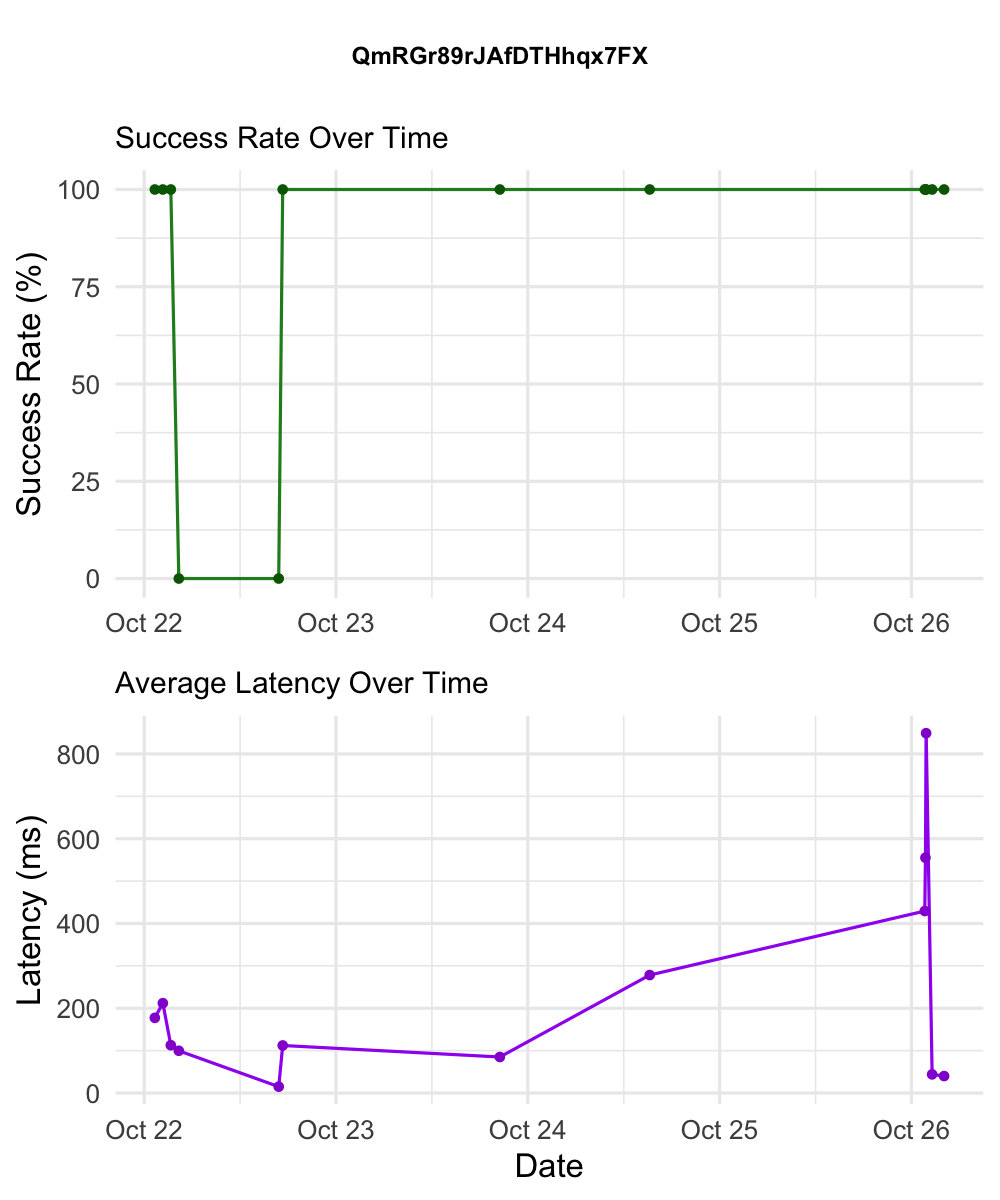 QmRGr89rJAfDTHhqx7FX
Success Rate Over Time
Success Rate (%)
100
75
50
25
0
Oct 22 Oct 23 Oct 24 Oct 25 Oct 26
Average Latency Over Time
Latency (ms)
800
600
400
200
0
Oct 22 Oct 23 Oct 24 Oct 25 Oct 26
Date